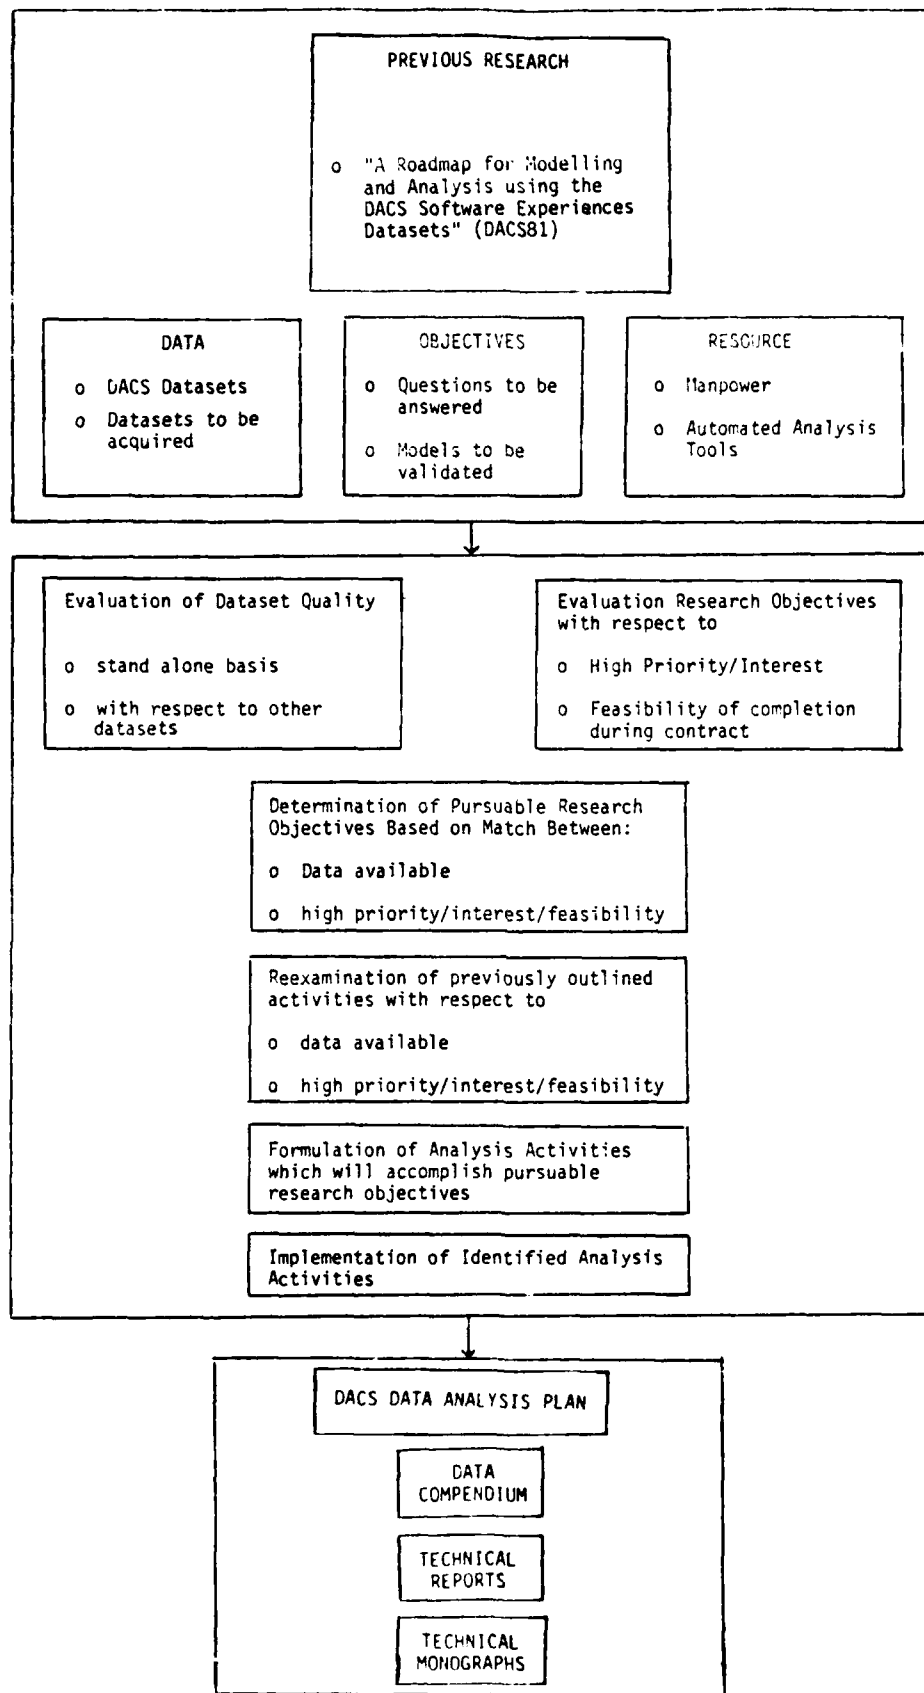 PREVIOUS RESEARCH
o "A Roadmap for Modelling
and Analysis using the
DACS Software Experiences
Datasets" (DACS81)
DATA
o DACS Datasets
o Datasets to be
acquired
OBJECTIVES
o Questions to be
answered
o Models to be
validated
RESOURCE
o Manpower
o Automated Analysis
Tools
Evaluation of Dataset Quality
o stand alone basis
o with respect to other
datasets
Evaluation Research Objectives
with respect to
o High Priority/Interest
o Feasibility of completion
during contract
Determination of Pursuable Research
Objectives Based on Match Between:
o Data available
o high priority/interest/feasibility
Reexamination of previously outlined
activities with respect to
o data available
o high priority/interest/feasibility
Formulation of Analysis Activities
which will accomplish pursuable
research objectives
Implementation of Identified Analysis
Activities
DACS DATA ANALYSIS PLAN
DATA
COMPENDIUM
TECHNICAL
REPORTS
TECHNICAL
MONOGRAPHS